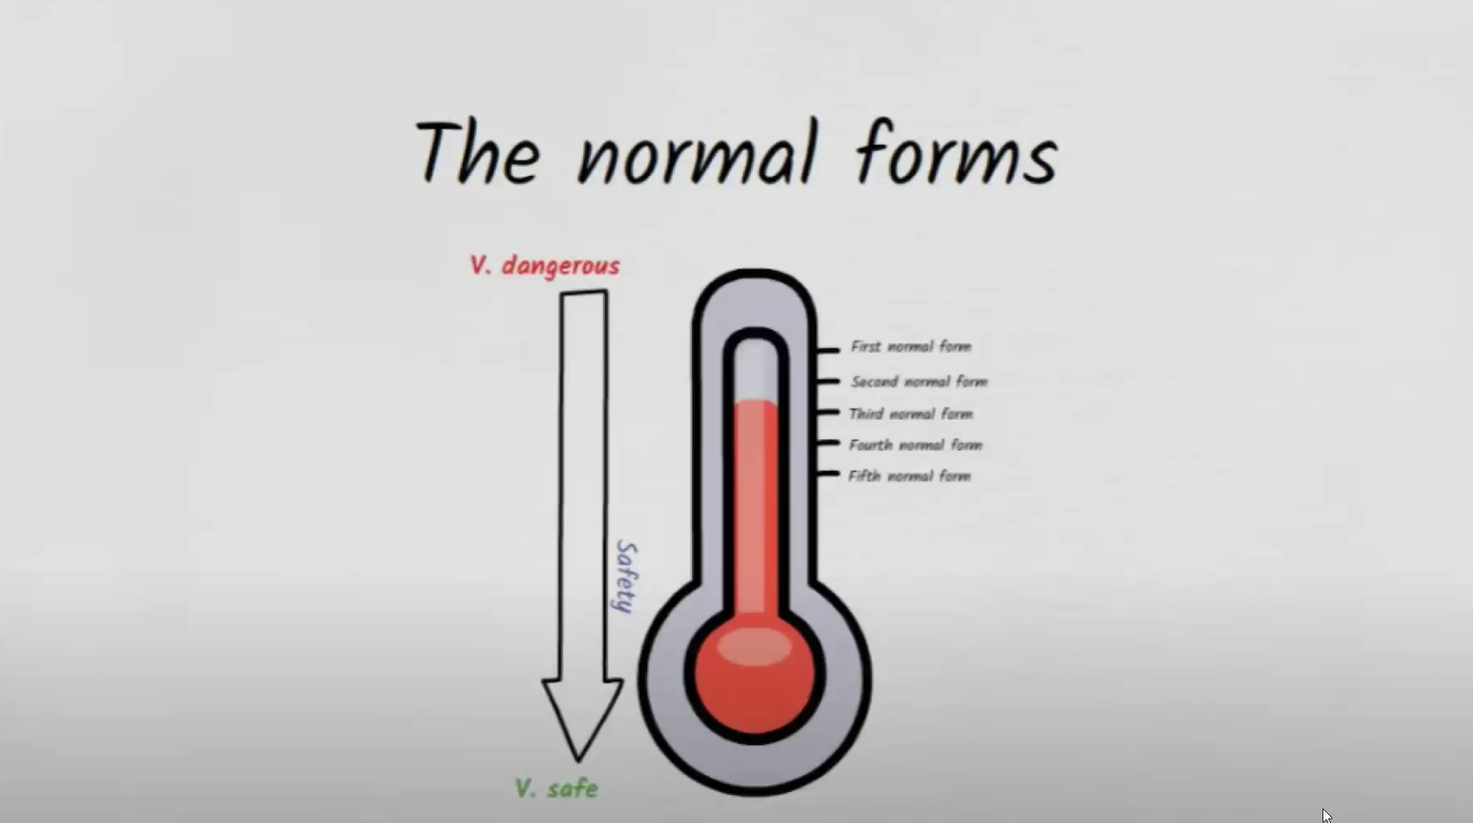 The normal forms
V. dangerous
First normal form
Second normal form
Third normal form
Fourth normal form
Fifth normal form
Safety
V. safe